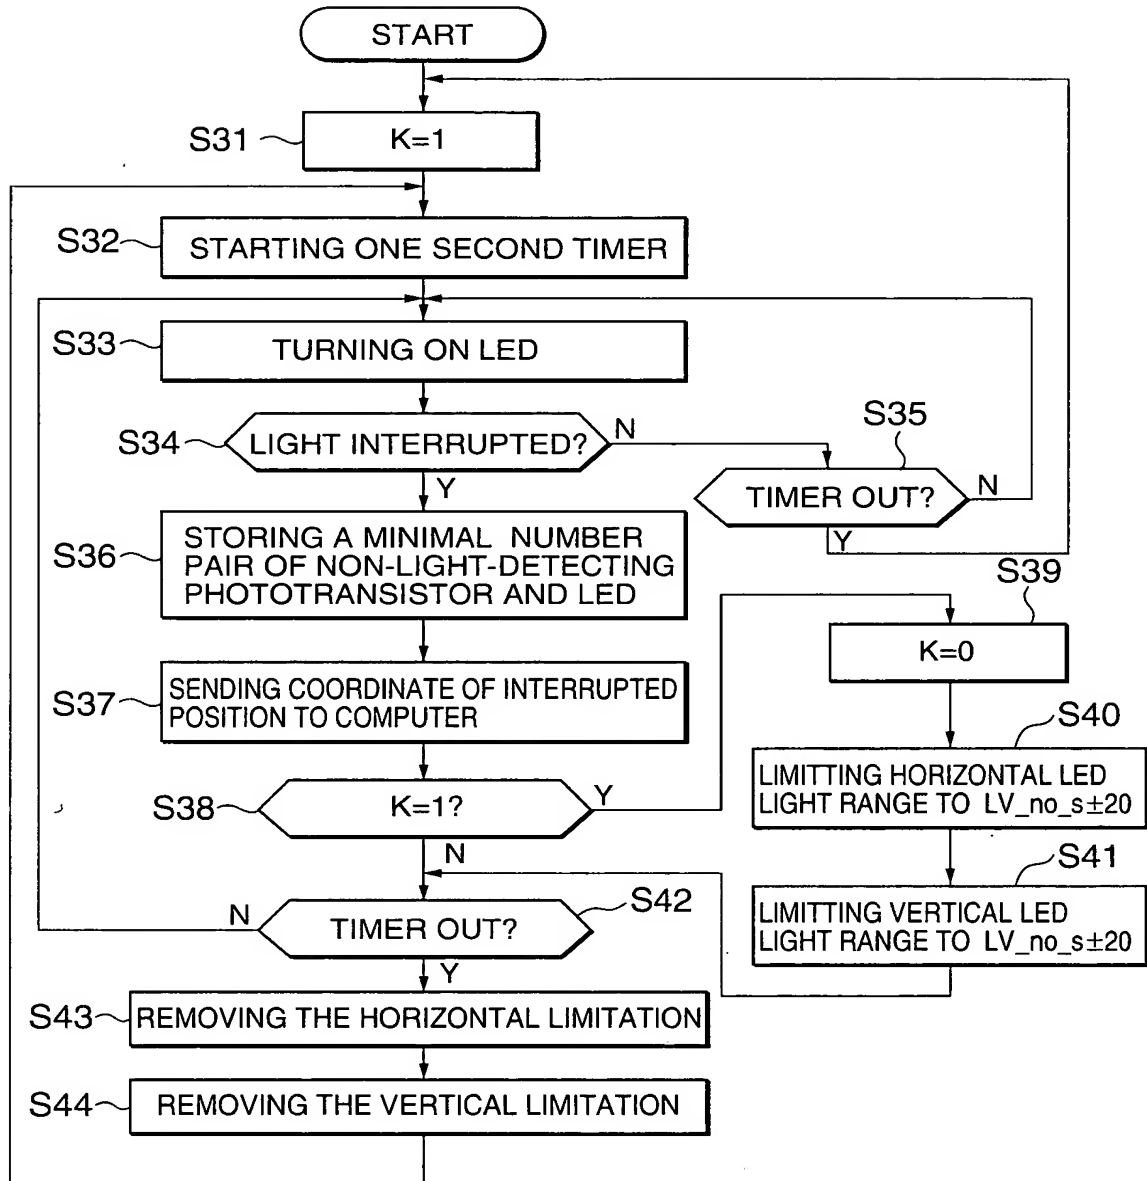 START
S31
K=1
S32
STARTING ONE SECOND TIMER
S33
TURNING ON LED
S34
LIGHT INTERRUPTED?
N
Y
S35
TIMER OUT?
N
Y
S36
STORING A MINIMAL NUMBER
PAIR OF NON-LIGHT-DETECTING
PHOTOTRANSISTOR AND LED
S37
SENDING COORDINATE OF INTERRUPTED
POSITION TO COMPUTER
S38
K=1?
Y
N
S39
K=0
S40
LIMITTING HORIZONTAL LED
LIGHT RANGE TO LV_no_s±20
S41
LIMITTING VERTICAL LED
LIGHT RANGE TO LV_no_s±20
S42
TIMER OUT?
N
Y
S43
REMOVING THE HORIZONTAL LIMITATION
S44
REMOVING THE VERTICAL LIMITATION